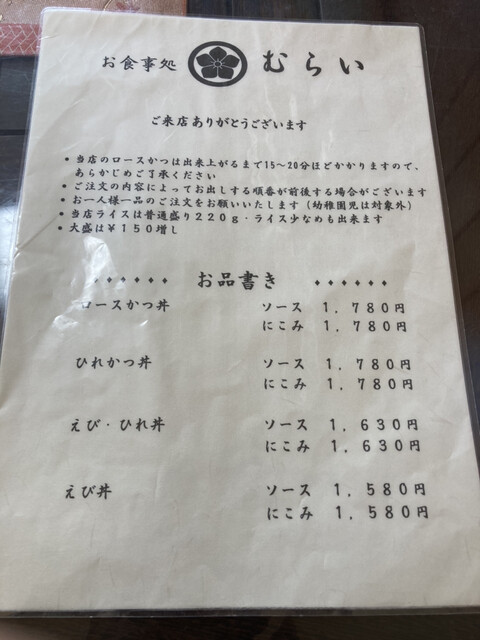 お食事処 むらい
ご来店ありがとうございます
• 当店のロースかつは出来上がるまで15～20分ほどかかりますので、
あらかじめご了承ください
• ご注文の内容によってお出しする順番が前後する場合がございます
• お一人様一品のご注文をお願いいたします（幼稚園児は対象外）
• 当店ライスは普通盛り２２０ｇ・ライス少なめも出来ます
• 大盛は￥１５０増し
◆◆◆◆◆◆ お品書き ◆◆◆◆◆◆
ロースかつ丼 ソース １，７８０円
にこみ １，７８０円
ひれかつ丼 ソース １，７８０円
にこみ １，７８０円
えび・ひれ丼 ソース １，６３０円
にこみ １，６３０円
えび丼 ソース １，５８０円
にこみ １，５８０円